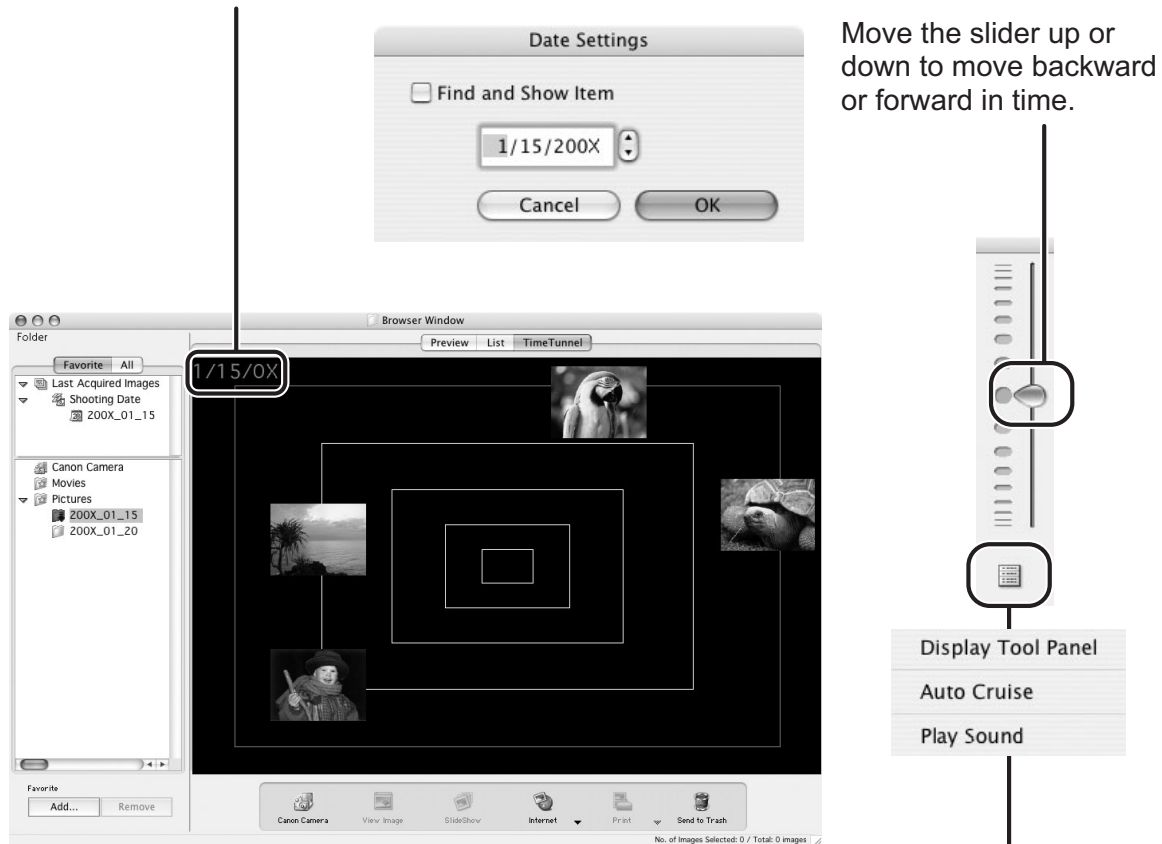 Date Settings
Find and Show Item
1/15/200X
Cancel
OK
Move the slider up or
down to move backward
or forward in time.
Browser Window
Folder
Preview
List
TimeTunnel
Favorite
All
Last Acquired Images
Shooting Date
200X_01_15
Canon Camera
Movies
Pictures
200X_01_15
200X_01_20
1/15/0X
Favorite
Add...
Remove
Canon Camera
View Image
SlideShow
Internet
Print
Send to Trash
No. of Images Selected: 0 / Total: 0 images
Display Tool Panel
Auto Cruise
Play Sound